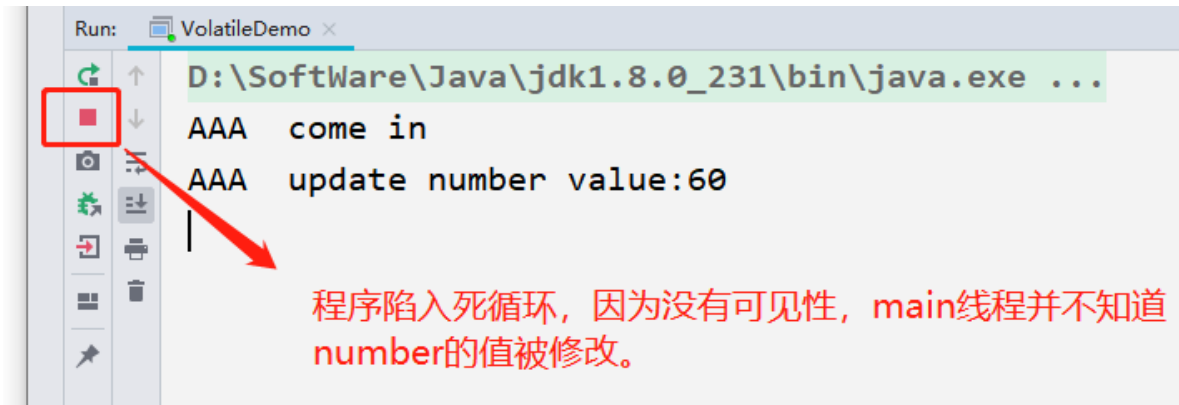 Run: VolatileDemo
D:\SoftWare\Java\jdk1.8.0_231\bin\java.exe ...
AAA  come in
AAA  update number value:60
程序陷入死循环，因为没有可见性，main线程并不知道
number的值被修改。